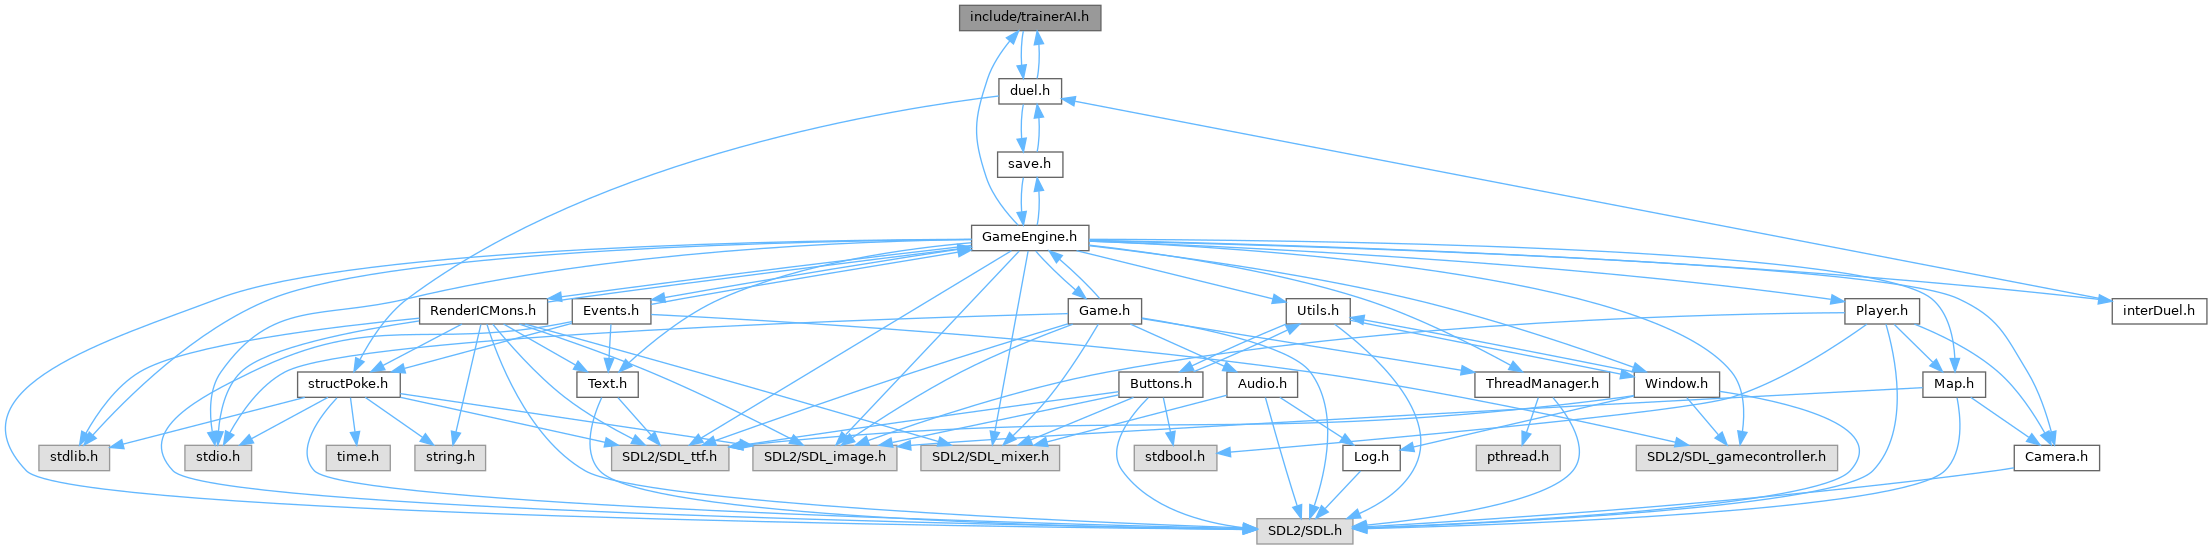 include/trainerAI.h
duel.h
save.h
GameEngine.h
RenderICMons.h
Events.h
Game.h
Utils.h
Player.h
interDuel.h
structPoke.h
Text.h
Buttons.h
Audio.h
ThreadManager.h
Window.h
Map.h
stdlib.h
stdio.h
time.h
string.h
SDL2/SDL_ttf.h
SDL2/SDL_image.h
SDL2/SDL_mixer.h
stdbool.h
Log.h
pthread.h
SDL2/SDL_gamecontroller.h
Camera.h
SDL2/SDL.h